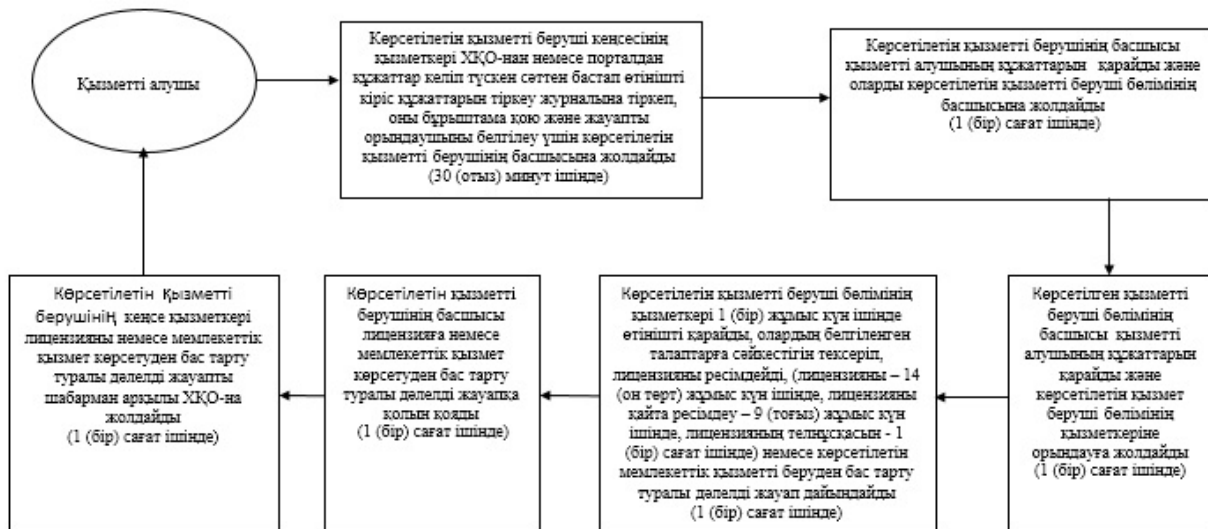 Қызметті алушы
Көрсетілетін қызметті беруші кеңсесінің
қызметкері ХҚО-нан немесе порталдан
құжаттар келіп түскен сәттен бастап өтінішті
кіріс құжаттарын тіркеу журналына тіркеп,
оны бұрыштама қою және жауапты
орындаушыны белгілеу үшін көрсетілетін
қызметті берушінің басшысына жолдайды
(30 (отыз) минут ішінде)
Көрсетілетін қызметті берушінің басшысы
қызметті алушының құжаттарын қарайды және
оларды көрсетілетін қызметті беруші бөлімінің
басшысына жолдайды
(1 (бір) сағат ішінде)
Көрсетілген қызметті
беруші бөлімінің
басшысы қызметті
алушының құжаттарын
қарайды және
көрсетілетін қызмет
беруші бөлімінің
қызметкеріне
орындауға жолдайды
(1 (бір) сағат ішінде)
Көрсетілетін қызметті беруші бөлімінің
қызметкері 1 (бір) жұмыс күн ішінде
өтінішті қарайды, олардың белгіленген
талаптарға сәйкестігін тексеріп,
лицензияны ресімдейді, (лицензияны – 14
(он төрт) жұмыс күн ішінде, лицензияны
қайта ресімдеу – 9 (тоғыз) жұмыс күн
ішінде, лицензияның телнұсқасын - 1
(бір) сағат ішінде) немесе көрсетілетін
мемлекеттік қызметті беруден бас тарту
туралы дәлелді жауап дайындайды
(1 (бір) сағат ішінде)
Көрсетілетін қызметті
берушінің басшысы
лицензияға немесе
мемлекеттік қызмет
көрсетуден бас тарту
туралы дәлелді жауапқа
қолын қояды
(1 (бір) сағат ішінде)
Көрсетілетін қызметті
берушінің кеңсе қызметкері
лицензияны немесе мемлекеттік
қызмет көрсетуден бас тарту
туралы дәлелді жауапты
шабарман арқылы ХҚО-на
жолдайды
(1 (бір) сағат ішінде)